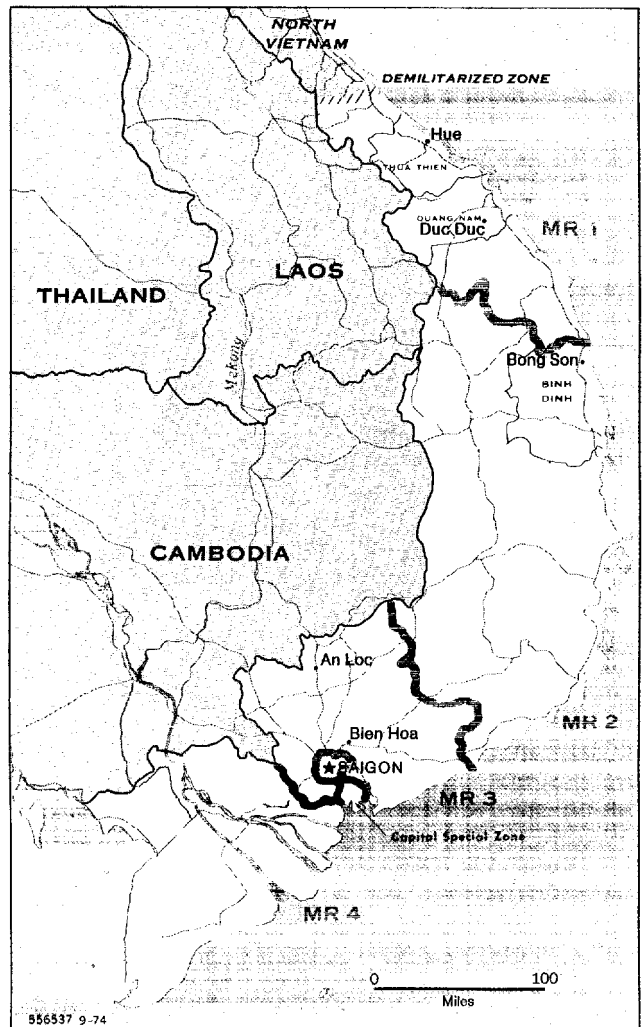 NORTH
VIETNAM
DEMILITARIZED ZONE
Hue
THUA THIEN
QUANG NAM
Duc Duc
MR 1
LAOS
THAILAND
Mekong
Bong Son
BINH
DINH
CAMBODIA
An Loc
MR 2
Bien Hoa
SAIGON
MR 3
Capital Special Zone
MR 4
0 100
Miles
556537 9-74